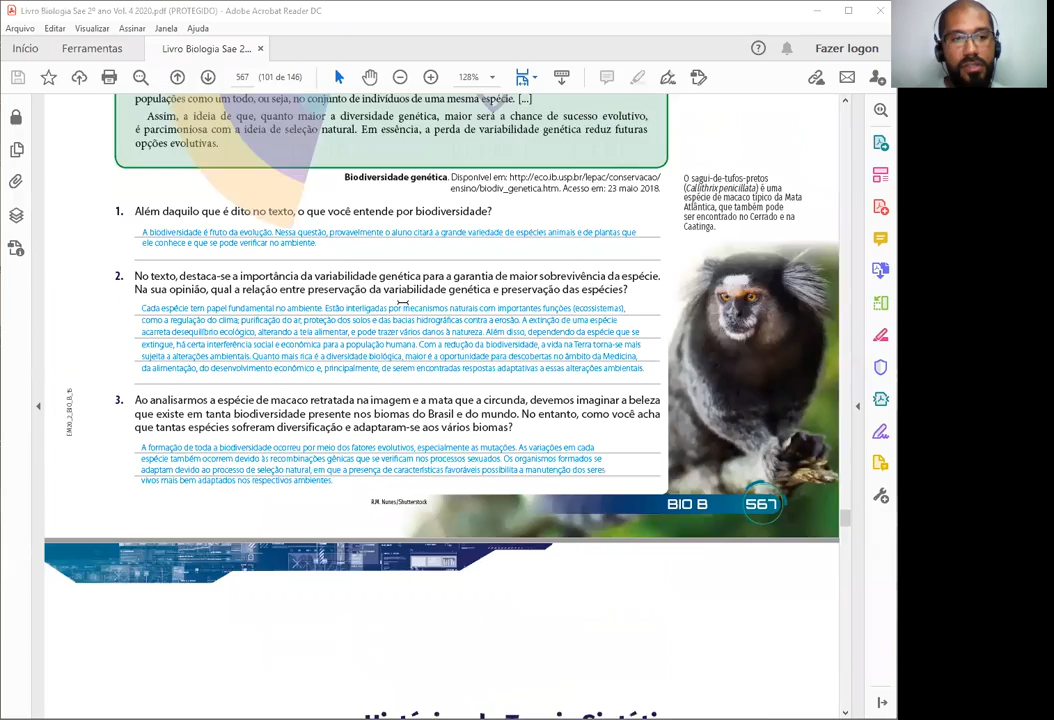 Livro Biologia Sae 2º ano Vol. 4 2020.pdf (PROTEGIDO) - Adobe Acrobat Reader DC
Arquivo Editar Visualizar Assinar Janela Ajuda
Início Ferramentas Livro Biologia Sae 2... × Fazer logon
567 (101 de 146) 128%
populações como um todo, ou seja, no conjunto de indivíduos de uma mesma espécie. [...]
Assim, a ideia de que, quanto maior a diversidade genética, maior será a chance de sucesso evolutivo,
é parcimoniosa com a ideia de seleção natural. Em essência, a perda de variabilidade genética reduz futuras
opções evolutivas.
Biodiversidade genética. Disponível em: http://eco.ib.usp.br/lepac/conservacao/
ensino/biodiv_genetica.htm. Acesso em: 23 maio 2018.
O sagui-de-tufos-pretos
(Callithrix penicillata) é uma
espécie de macaco típico da Mata
Atlântica, que também pode
ser encontrado no Cerrado e na
Caatinga.
1. Além daquilo que é dito no texto, o que você entende por biodiversidade?
A biodiversidade é fruto da evolução. Nessa questão, provavelmente o aluno citará a grande variedade de espécies animais e de plantas que
ele conhece e que se pode verificar no ambiente.
2. No texto, destaca-se a importância da variabilidade genética para a garantia de maior sobrevivência da espécie.
Na sua opinião, qual a relação entre preservação da variabilidade genética e preservação das espécies?
Cada espécie tem papel fundamental no ambiente. Estão interligadas por mecanismos naturais com importantes funções (ecossistemas),
como a regulação do clima; purificação do ar; proteção dos solos e das bacias hidrográficas contra a erosão. A extinção de uma espécie
acarreta desequilíbrio ecológico, alterando a teia alimentar, e pode trazer vários danos à natureza. Além disso, dependendo da espécie que se
extingue, há certa interferência social e econômica para a população humana. Com a redução da biodiversidade, a vida na Terra torna-se mais
sujeita a alterações ambientais. Quanto mais rica é a diversidade biológica, maior é a oportunidade para descobertas no âmbito da Medicina,
da alimentação, do desenvolvimento econômico e, principalmente, de serem encontradas respostas adaptativas a essas alterações ambientais.
3. Ao analisarmos a espécie de macaco retratada na imagem e a mata que a circunda, devemos imaginar a beleza
que existe em tanta biodiversidade presente nos biomas do Brasil e do mundo. No entanto, como você acha
que tantas espécies sofreram diversificação e adaptaram-se aos vários biomas?
A formação de toda a biodiversidade ocorreu por meio dos fatores evolutivos, especialmente as mutações. As variações em cada
espécie também ocorrem devido às recombinações gênicas que se verificam nos processos sexuados. Os organismos formados se
adaptam devido ao processo de seleção natural, em que a presença de características favoráveis possibilita a manutenção dos seres
vivos mais bem adaptados nos respectivos ambientes.
EM20_2_BIO_B_15
R.M. Nunes/Shutterstock
BIO B 567